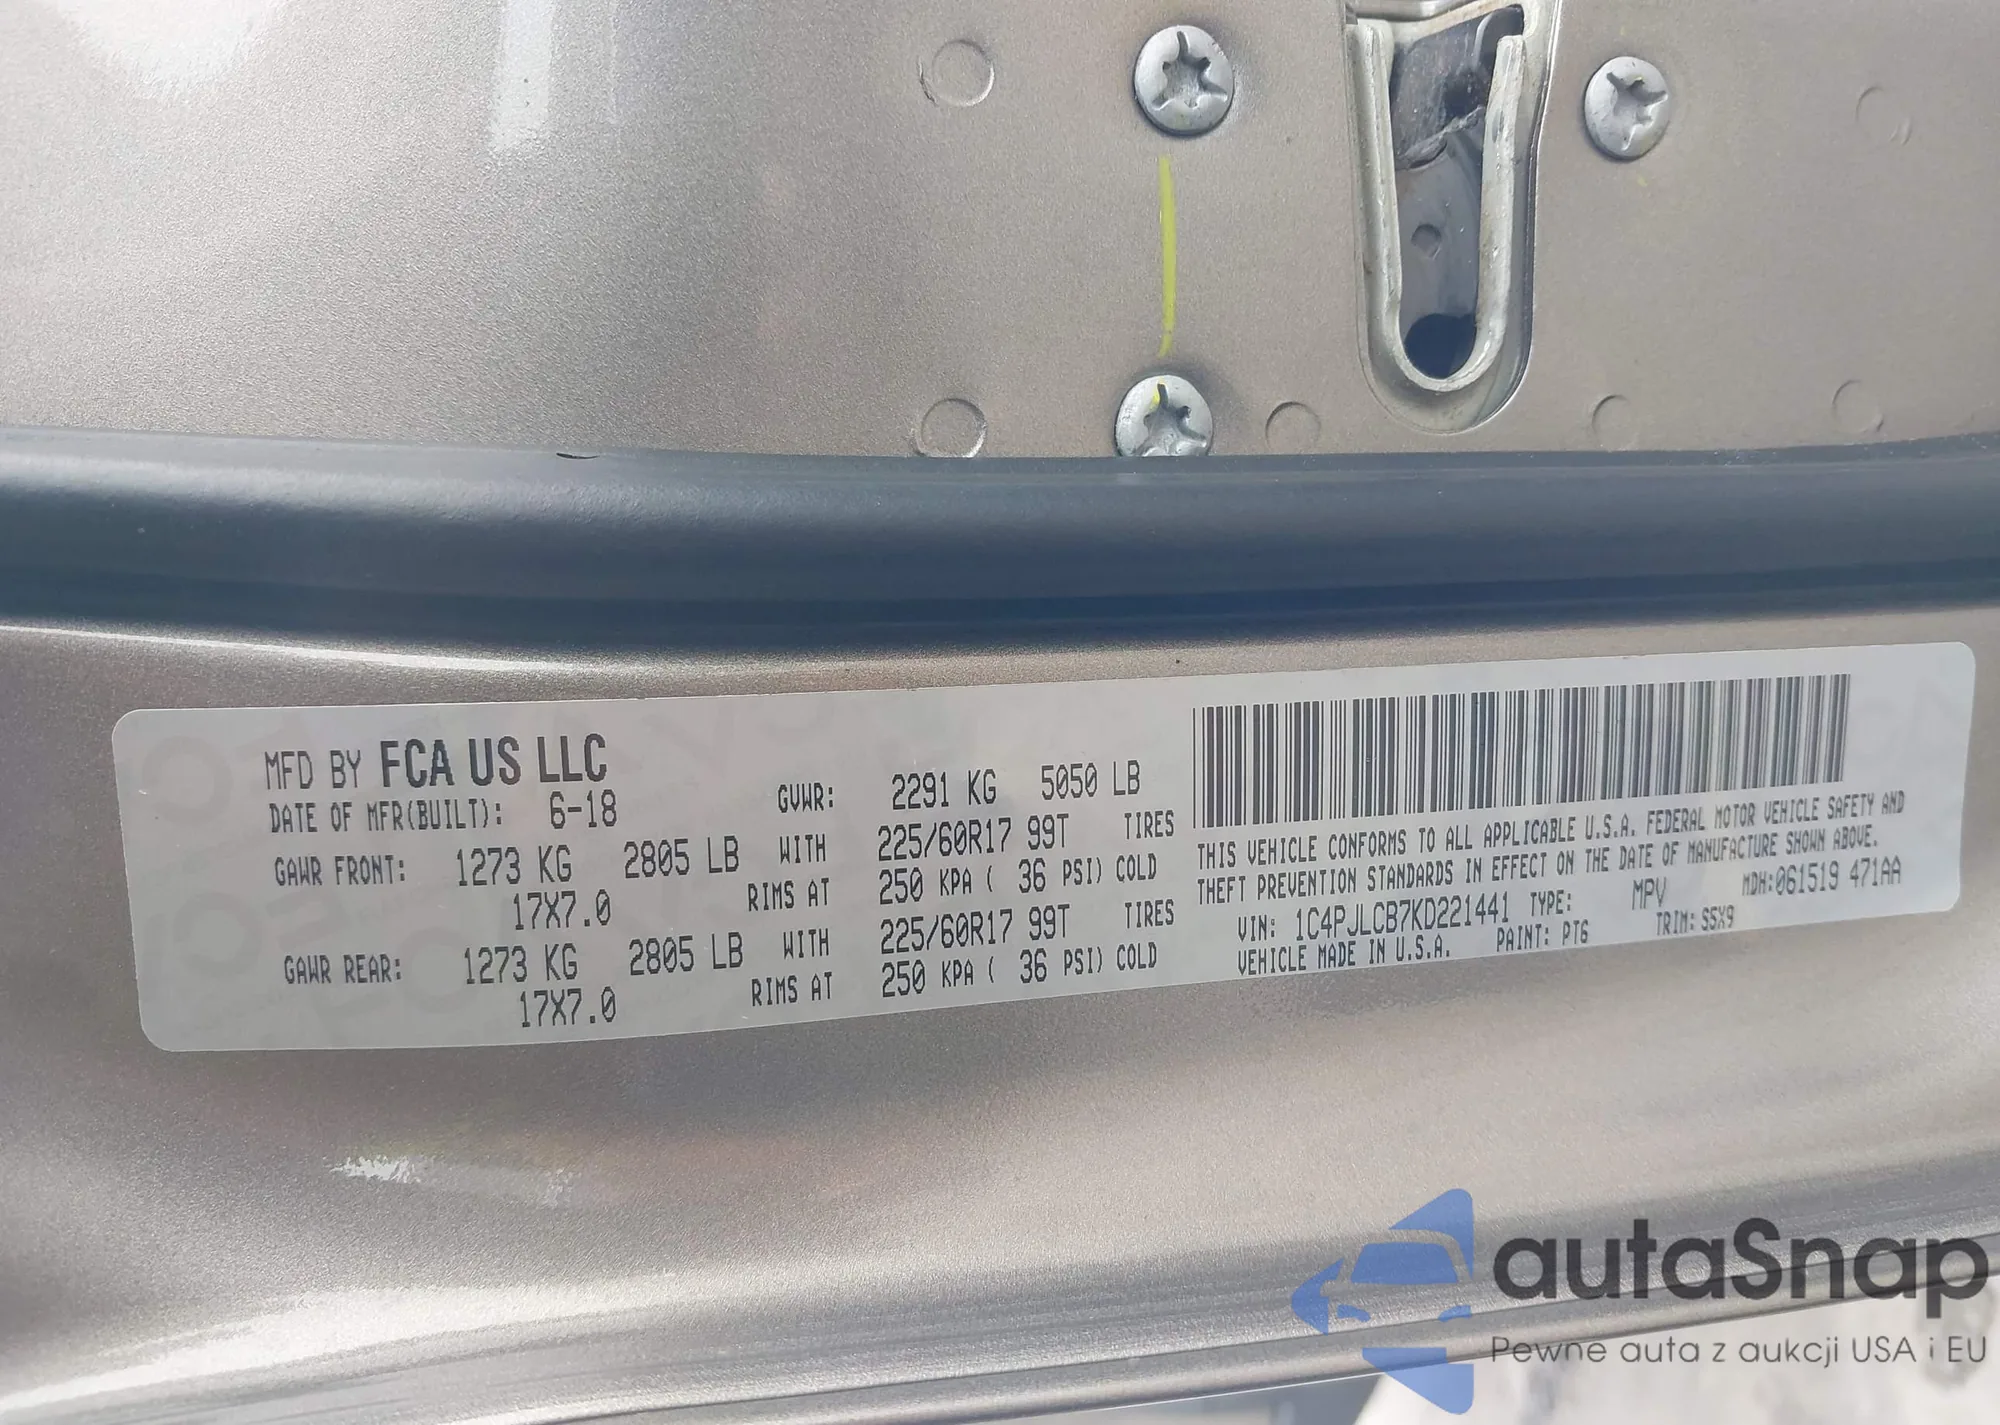 MFD BY FCA US LLC
DATE OF MFR(BUILT): 6-18 GVWR: 2291 KG 5050 LB
GAWR FRONT: 1273 KG 2805 LB WITH 225/60R17 99T TIRES
17X7.0 RIMS AT 250 KPA ( 36 PSI) COLD
GAWR REAR: 1273 KG 2805 LB WITH 225/60R17 99T TIRES
17X7.0 RIMS AT 250 KPA ( 36 PSI) COLD
THIS VEHICLE CONFORMS TO ALL APPLICABLE U.S.A. FEDERAL MOTOR VEHICLE SAFETY AND
THEFT PREVENTION STANDARDS IN EFFECT ON THE DATE OF MANUFACTURE SHOWN ABOVE.
VIN: 1C4PJLCB7KD221441 TYPE: MPV MDH:061519 471AA
VEHICLE MADE IN U.S.A. PAINT: PT6 TRIM: S5X9
autaSnap
Pewne auta z aukcji USA i EU